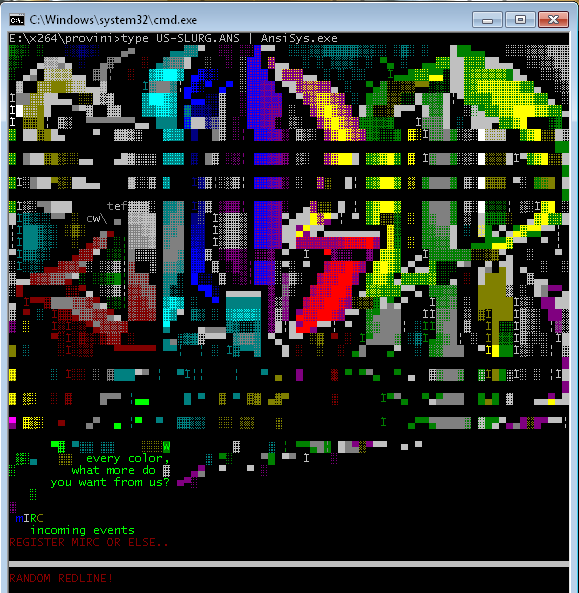 C:\Windows\system32\cmd.exe
E:\x264\provini>type US-SLURG.ANS | AnsiSys.exe
tef
cw\
every color,
what more do
you want from us?
mIRC
incoming events
REGISTER MIRC OR ELSE..
RANDOM REDLINE!